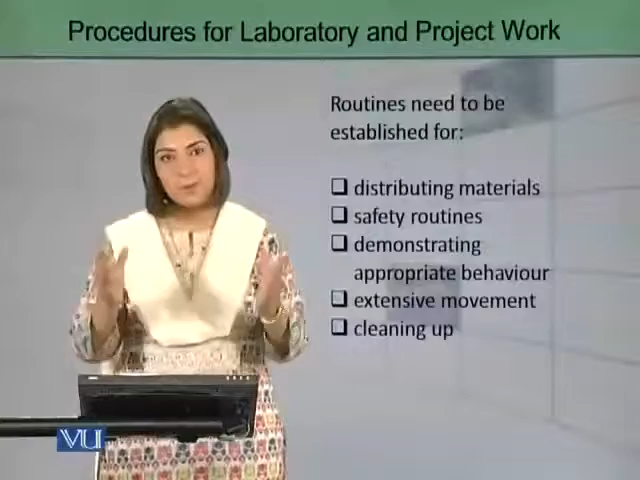 Procedures for Laboratory and Project Work
Routines need to be
established for:
❑ distributing materials
❑ safety routines
❑ demonstrating
appropriate behaviour
❑ extensive movement
❑ cleaning up
VU